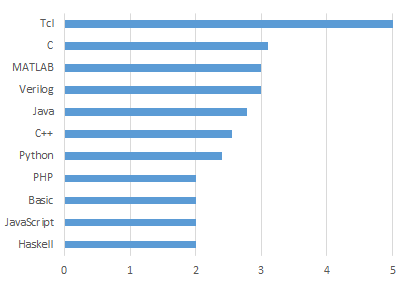 Tcl
C
MATLAB
Verilog
Java
C++
Python
PHP
Basic
JavaScript
Haskell
0 1 2 3 4 5